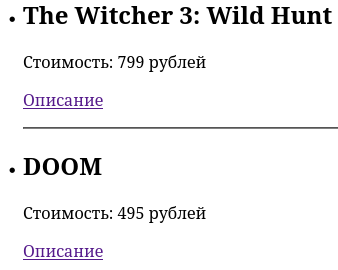 The Witcher 3: Wild Hunt
Стоимость: 799 рублей
Описание
DOOM
Стоимость: 495 рублей
Описание